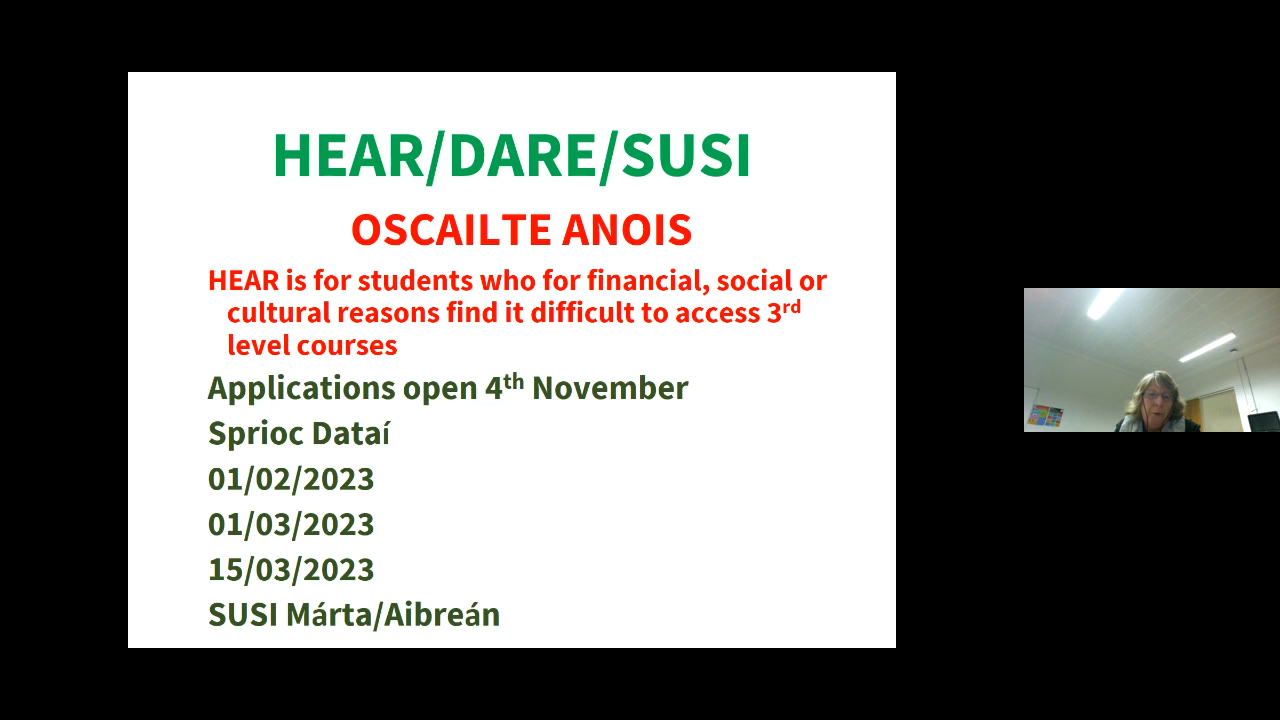 HEAR/DARE/SUSI
OSCAILTE ANOIS
HEAR is for students who for financial, social or
cultural reasons find it difficult to access 3rd
level courses
Applications open 4th November
Sprioc Dataí
01/02/2023
01/03/2023
15/03/2023
SUSI Márta/Aibreán